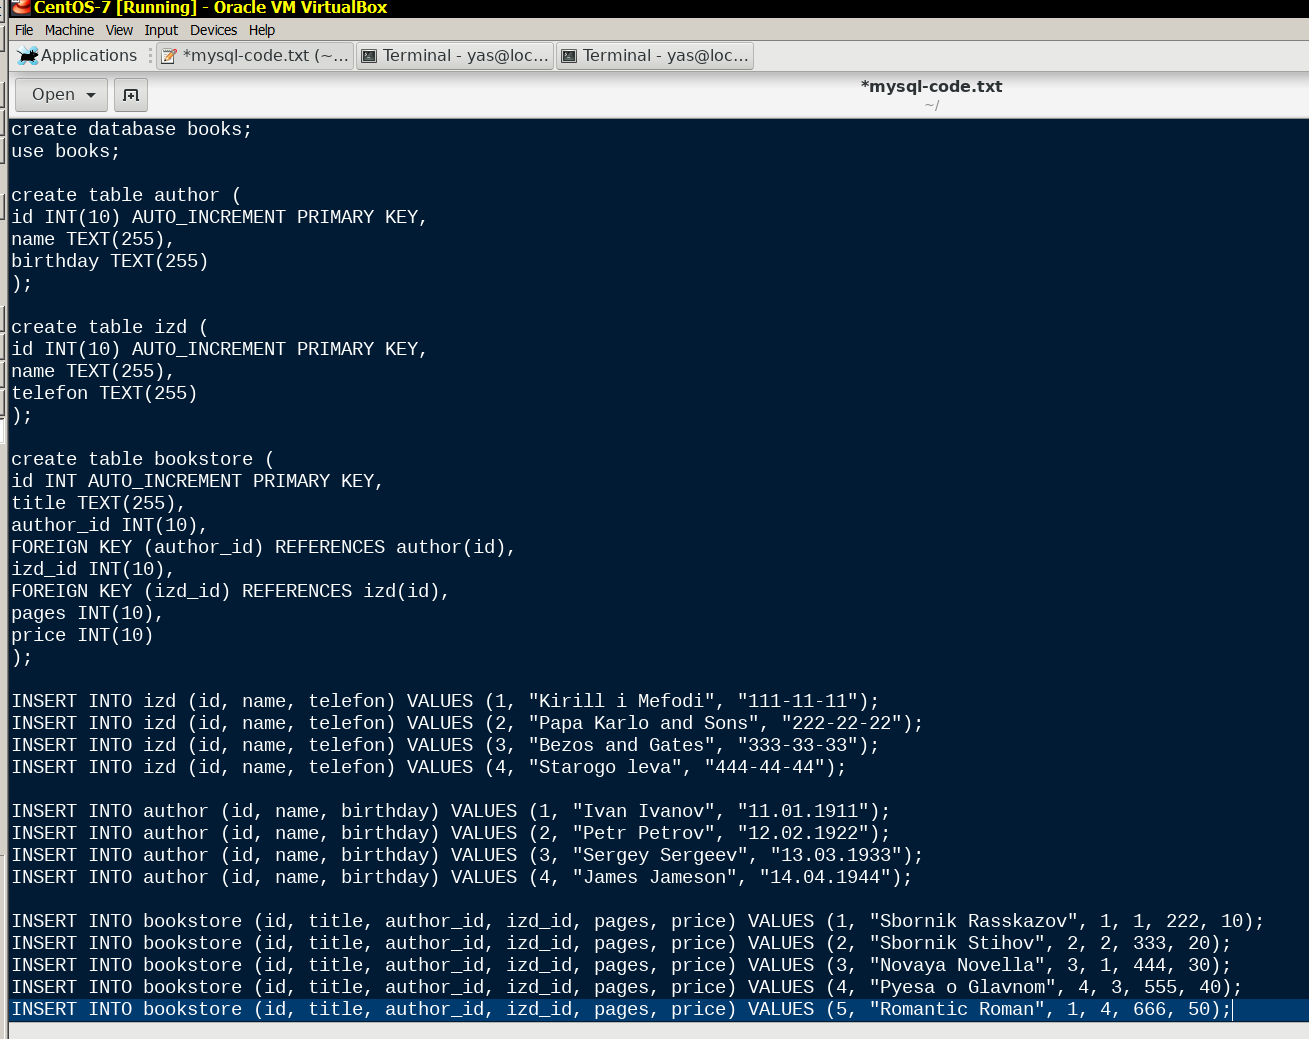 CentOS-7 [Running] - Oracle VM VirtualBox
File Machine View Input Devices Help
Applications *mysql-code.txt (~... Terminal - yas@loc... Terminal - yas@loc...
Open *mysql-code.txt
~/
create database books;
use books;
create table author (
id INT(10) AUTO_INCREMENT PRIMARY KEY,
name TEXT(255),
birthday TEXT(255)
);
create table izd (
id INT(10) AUTO_INCREMENT PRIMARY KEY,
name TEXT(255),
telefon TEXT(255)
);
create table bookstore (
id INT AUTO_INCREMENT PRIMARY KEY,
title TEXT(255),
author_id INT(10),
FOREIGN KEY (author_id) REFERENCES author(id),
izd_id INT(10),
FOREIGN KEY (izd_id) REFERENCES izd(id),
pages INT(10),
price INT(10)
);
INSERT INTO izd (id, name, telefon) VALUES (1, "Kirill i Mefodi", "111-11-11");
INSERT INTO izd (id, name, telefon) VALUES (2, "Papa Karlo and Sons", "222-22-22");
INSERT INTO izd (id, name, telefon) VALUES (3, "Bezos and Gates", "333-33-33");
INSERT INTO izd (id, name, telefon) VALUES (4, "Starogo leva", "444-44-44");
INSERT INTO author (id, name, birthday) VALUES (1, "Ivan Ivanov", "11.01.1911");
INSERT INTO author (id, name, birthday) VALUES (2, "Petr Petrov", "12.02.1922");
INSERT INTO author (id, name, birthday) VALUES (3, "Sergey Sergeev", "13.03.1933");
INSERT INTO author (id, name, birthday) VALUES (4, "James Jameson", "14.04.1944");
INSERT INTO bookstore (id, title, author_id, izd_id, pages, price) VALUES (1, "Sbornik Rasskazov", 1, 1, 222, 10);
INSERT INTO bookstore (id, title, author_id, izd_id, pages, price) VALUES (2, "Sbornik Stihov", 2, 2, 333, 20);
INSERT INTO bookstore (id, title, author_id, izd_id, pages, price) VALUES (3, "Novaya Novella", 3, 1, 444, 30);
INSERT INTO bookstore (id, title, author_id, izd_id, pages, price) VALUES (4, "Pyesa o Glavnom", 4, 3, 555, 40);
INSERT INTO bookstore (id, title, author_id, izd_id, pages, price) VALUES (5, "Romantic Roman", 1, 4, 666, 50);